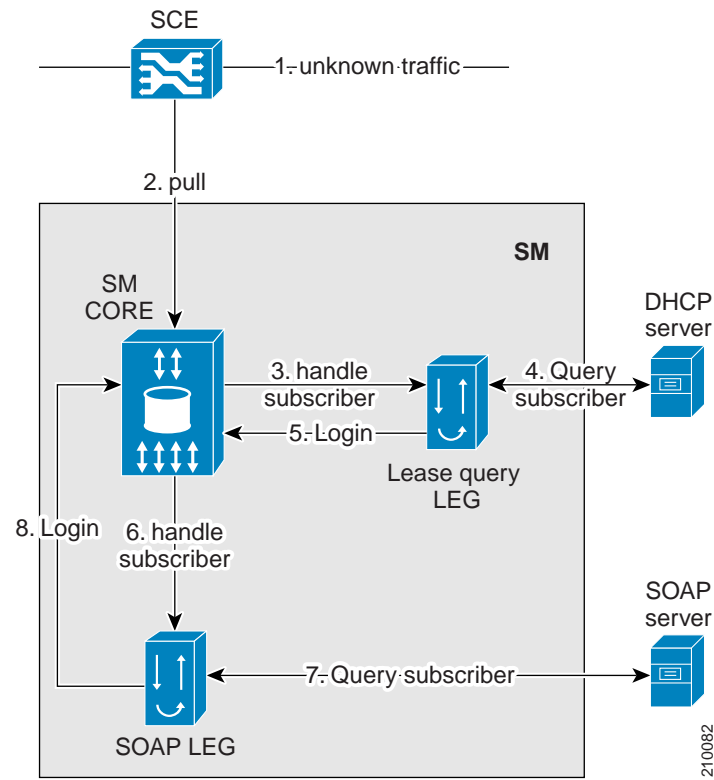 SCE
1. unknown traffic
2. pull
SM
SM
CORE
DHCP
server
3. handle
subscriber
4. Query
subscriber
5. Login
Lease query
LEG
8. Login
6. handle
subscriber
SOAP
server
7. Query subscriber
SOAP LEG
210082